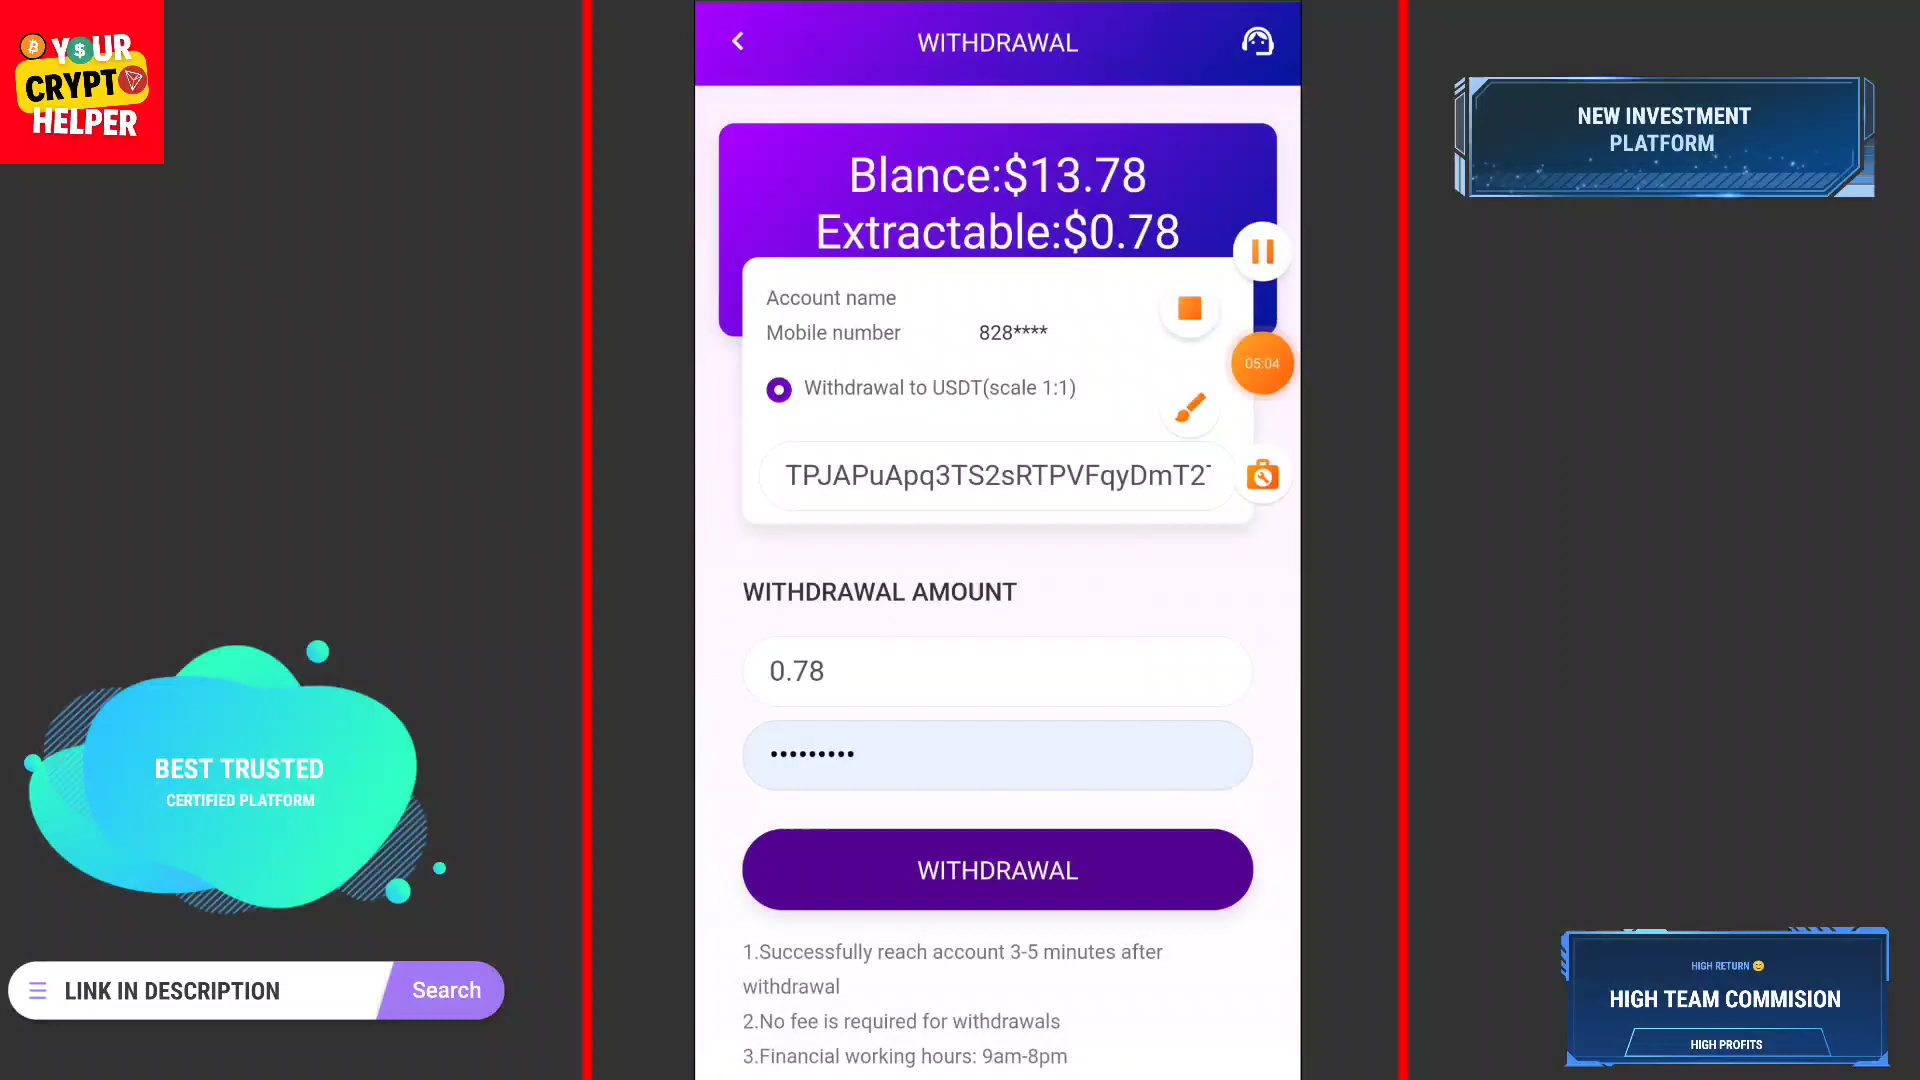 Y$UR
CRYPT
HELPER
WITHDRAWAL
NEW INVESTMENT
PLATFORM
Blance:$13.78
Extractable:$0.78
Account name
Mobile number 828****
05:04
Withdrawal to USDT(scale 1:1)
TPJAPuApq3TS2sRTPVFqyDmT2
WITHDRAWAL AMOUNT
0.78
•••••••••
BEST TRUSTED
CERTIFIED PLATFORM
WITHDRAWAL
1.Successfully reach account 3-5 minutes after
withdrawal
2.No fee is required for withdrawals
3.Financial working hours: 9am-8pm
LINK IN DESCRIPTION Search
HIGH RETURN 😊
HIGH TEAM COMMISION
HIGH PROFITS